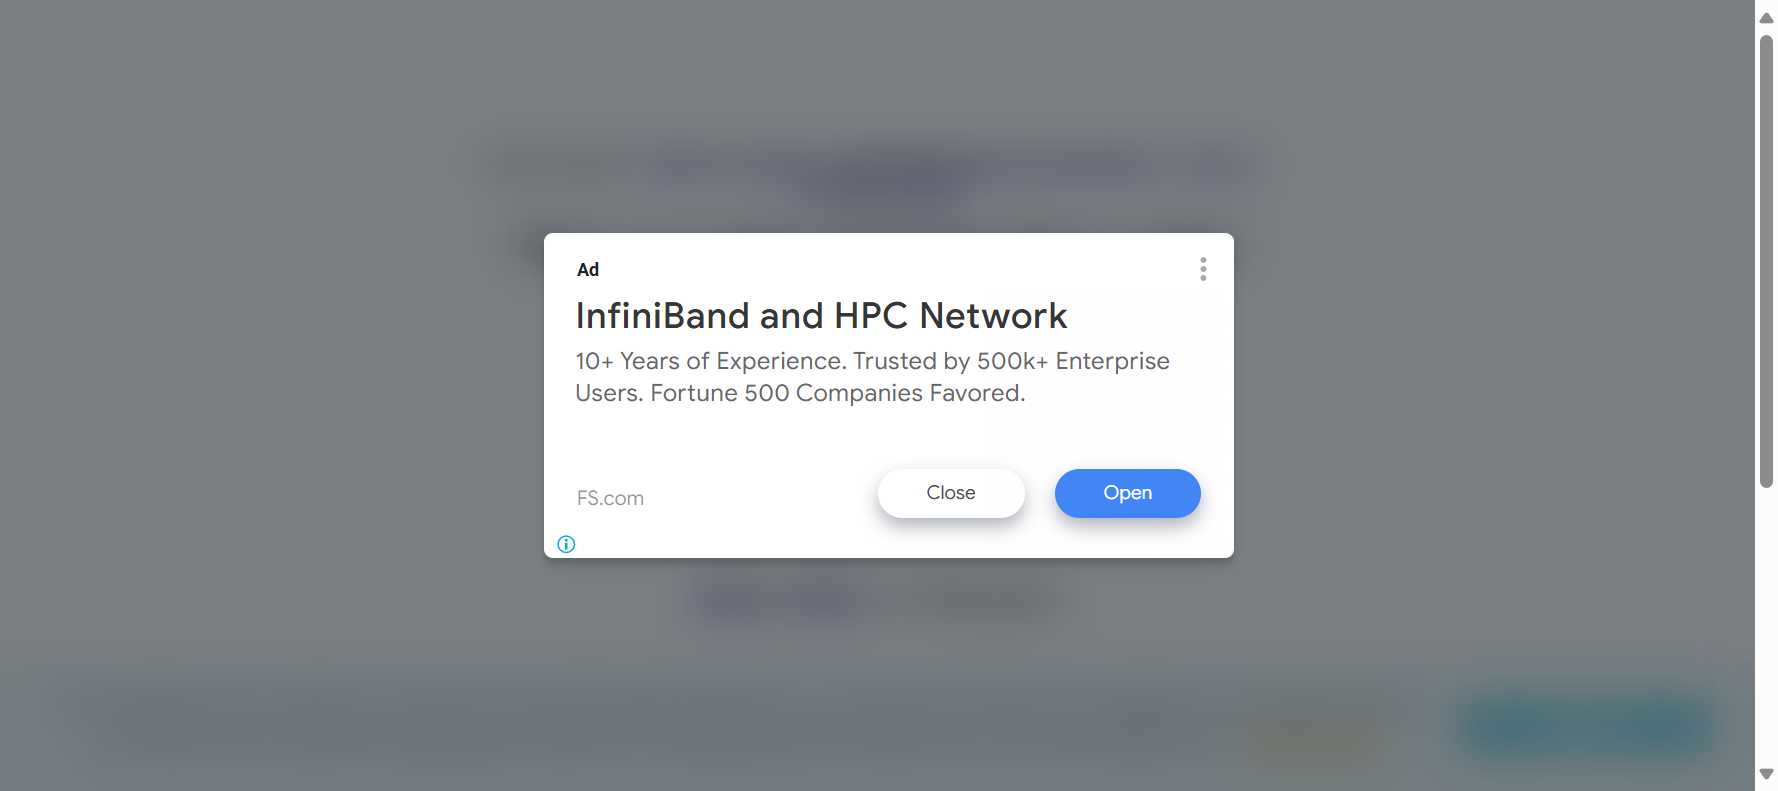 Ad
InfiniBand and HPC Network
10+ Years of Experience. Trusted by 500k+ Enterprise
Users. Fortune 500 Companies Favored.
FS.com
Close
Open